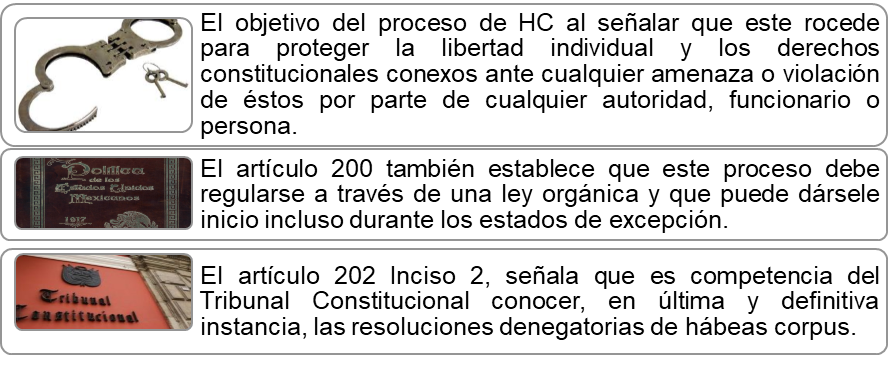 El objetivo del proceso de HC al señalar que este rocede
para proteger la libertad individual y los derechos
constitucionales conexos ante cualquier amenaza o violación
de éstos por parte de cualquier autoridad, funcionario o
persona.
Politica
de los
Estados Unidos
Mexicanos
1917
El artículo 200 también establece que este proceso debe
regularse a través de una ley orgánica y que puede dársele
inicio incluso durante los estados de excepción.
Tribunal
Constitucional
El artículo 202 Inciso 2, señala que es competencia del
Tribunal Constitucional conocer, en última y definitiva
instancia, las resoluciones denegatorias de hábeas corpus.